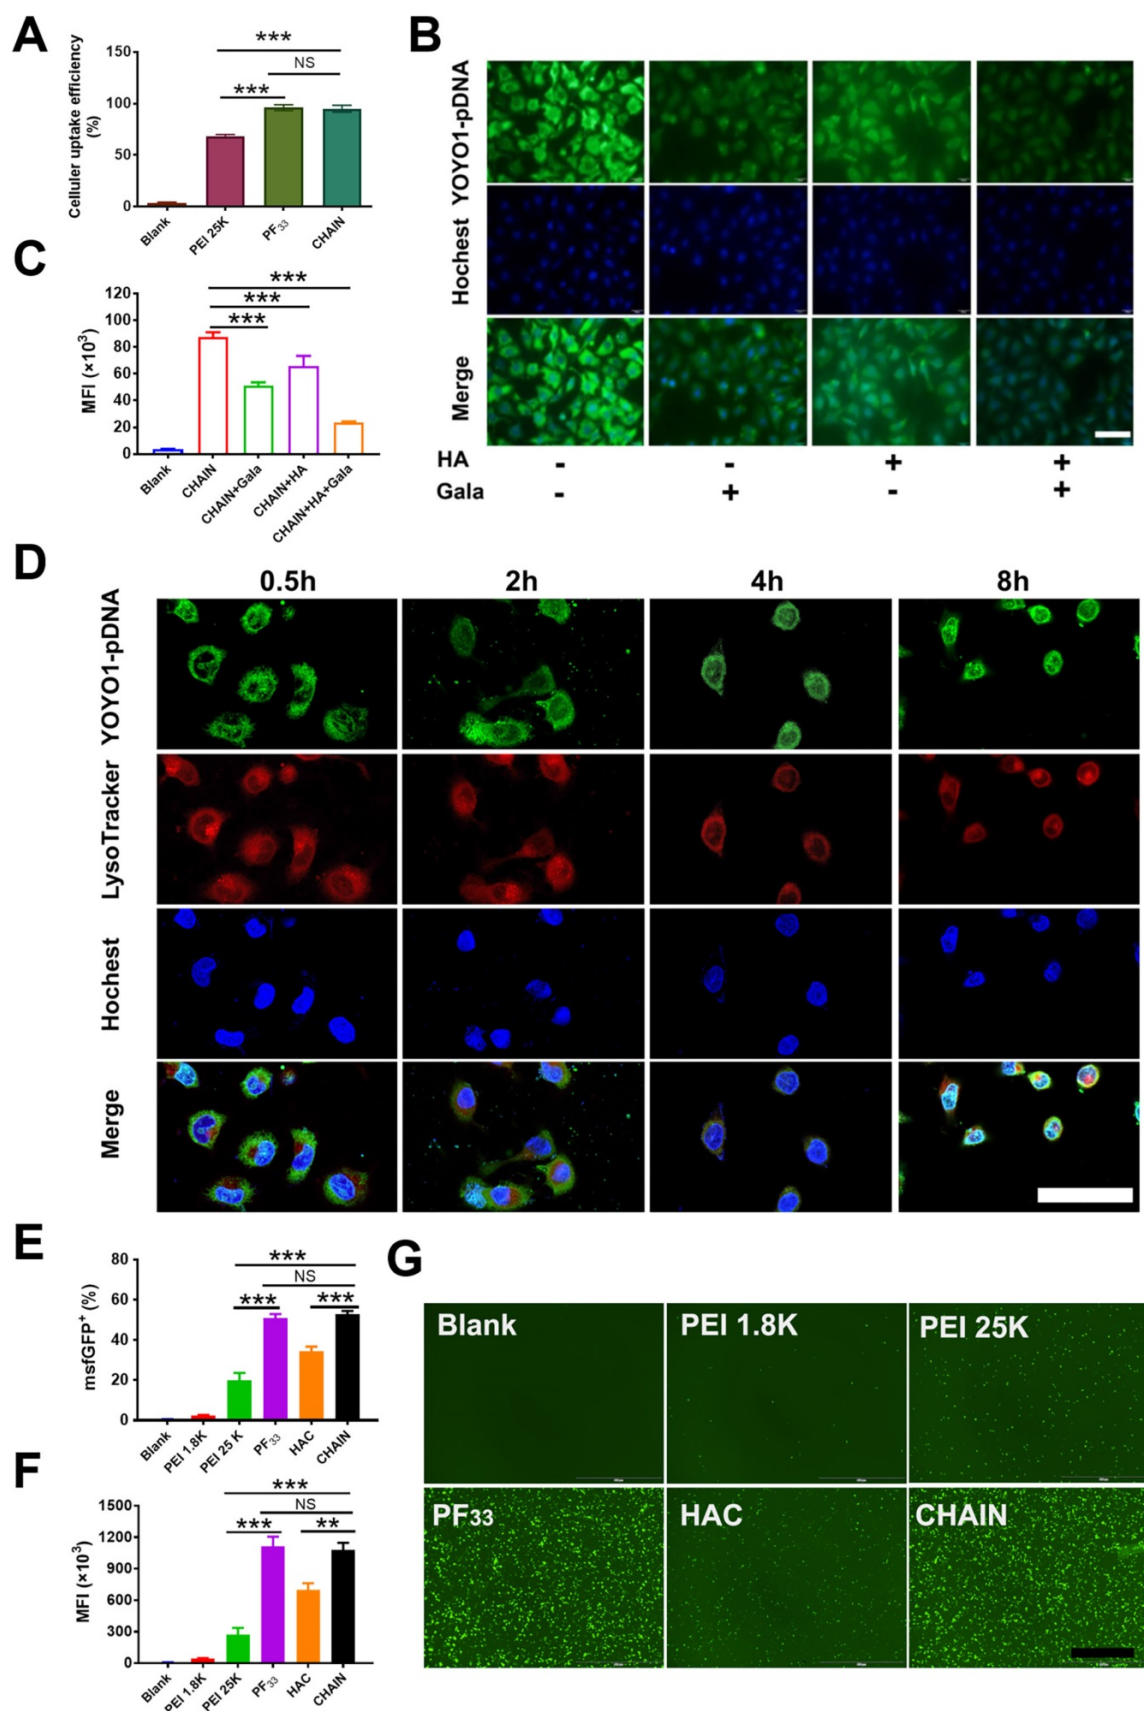 A
Celluler uptake efficiency
(%)
150
100
50
0
***
NS
***
Blank
PEI 25K
PF33
CHAIN
B
YOYO1-pDNA
Hochest
Merge
HA
-
-
+
+
Gala
-
+
-
+
C
MFI (×10³)
120
100
80
60
40
20
0
***
***
***
Blank
CHAIN
CHAIN+Gala
CHAIN+HA
CHAIN+HA+Gala
D
0.5h
2h
4h
8h
YOYO1-pDNA
LysoTracker
Hochest
Merge
E
msfGFP⁺ (%)
80
60
40
20
0
***
NS
***
***
Blank
PEI 1.8K
PEI 25 K
PF33
HAC
CHAIN
F
MFI (×10³)
1500
1200
900
600
300
0
***
NS
***
**
Blank
PEI 1.8K
PEI 25K
PF33
HAC
CHAIN
G
Blank
PEI 1.8K
PEI 25K
PF33
HAC
CHAIN